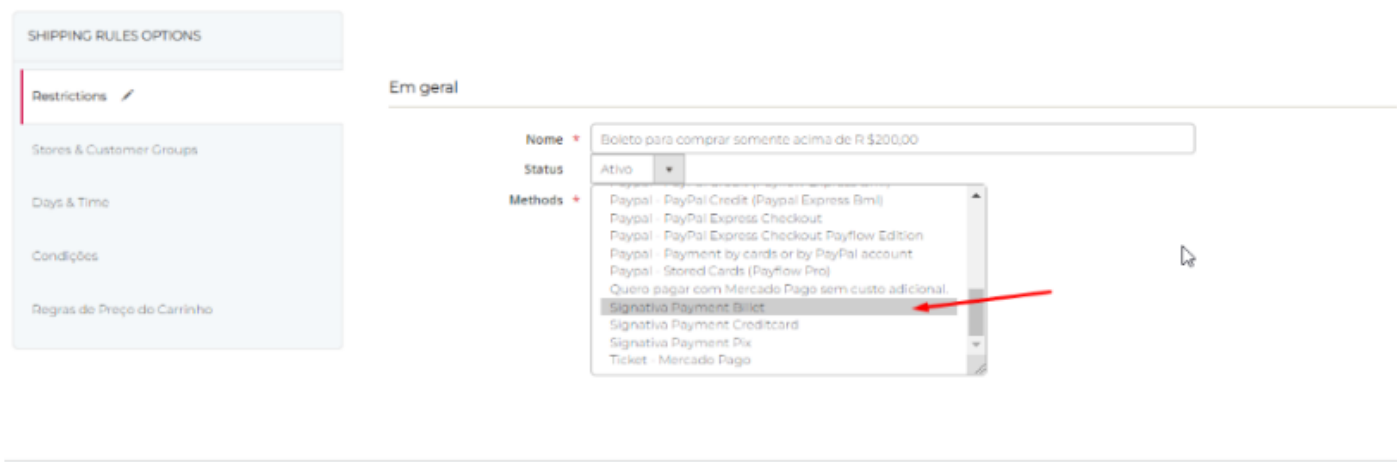 SHIPPING RULES OPTIONS
Restrictions
Stores & Customer Groups
Days & Time
Condições
Regras de Preço do Carrinho
Em geral
Nome *
Boleto para comprar somente acima de R$200,00
Status
Ativo
Methods *
Paypal - PayPal Credit (Paypal Express Bml)
Paypal - PayPal Express Checkout
Paypal - PayPal Express Checkout Payflow Edition
Paypal - Payment by cards or by PayPal account
Paypal - Stored Cards (Payflow Pro)
Quero pagar com Mercado Pago sem custo adicional.
Signativa Payment Billet
Signativa Payment Creditcard
Signativa Payment Pix
Ticket - Mercado Pago